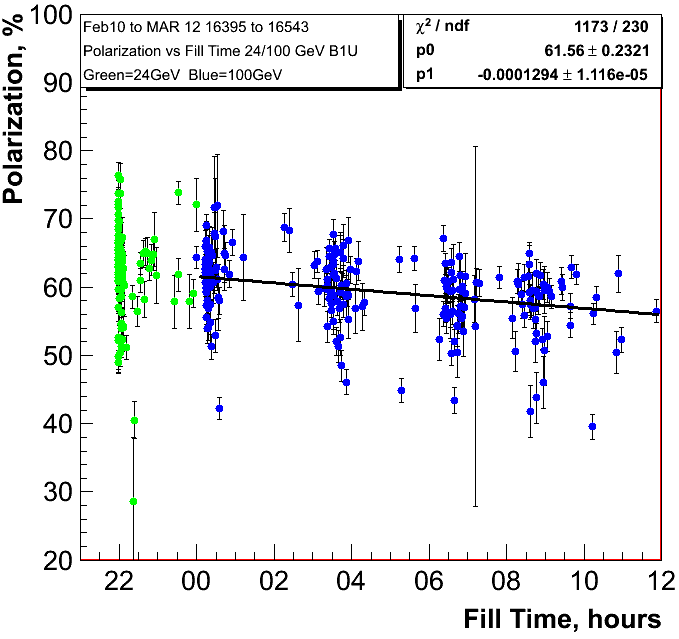 Feb10 to MAR 12 16395 to 16543
Polarization vs Fill Time 24/100 GeV B1U
Green=24GeV Blue=100GeV
χ² / ndf 1173 / 230
p0 61.56 ± 0.2321
p1 -0.0001294 ± 1.116e-05
Polarization, %
100
90
80
70
60
50
40
30
20
22 00 02 04 06 08 10 12
Fill Time, hours